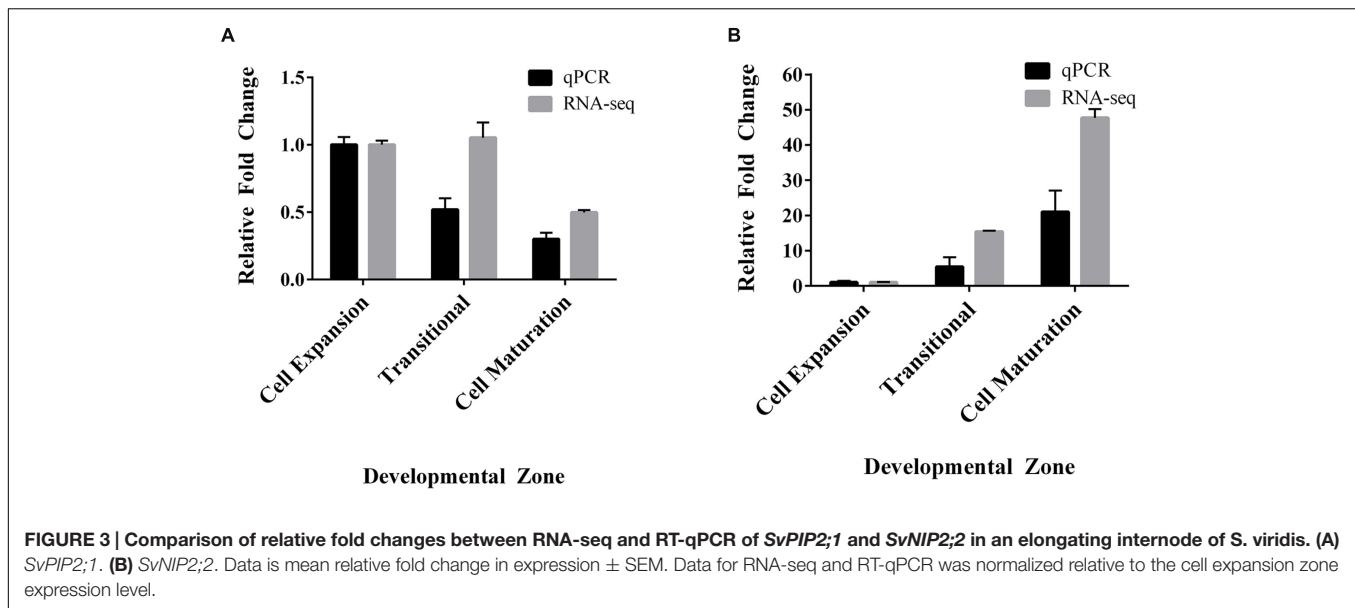 A
Relative Fold Change
1.5
1.0
0.5
0.0
qPCR
RNA-seq
Cell Expansion
Transitional
Cell Maturation
Developmental Zone
B
Relative Fold Change
60
50
40
30
20
10
0
qPCR
RNA-seq
Cell Expansion
Transitional
Cell Maturation
Developmental Zone
FIGURE 3 | Comparison of relative fold changes between RNA-seq and RT-qPCR of SvPIP2;1 and SvNIP2;2 in an elongating internode of S. viridis. (A)
SvPIP2;1. (B) SvNIP2;2. Data is mean relative fold change in expression ± SEM. Data for RNA-seq and RT-qPCR was normalized relative to the cell expansion zone
expression level.